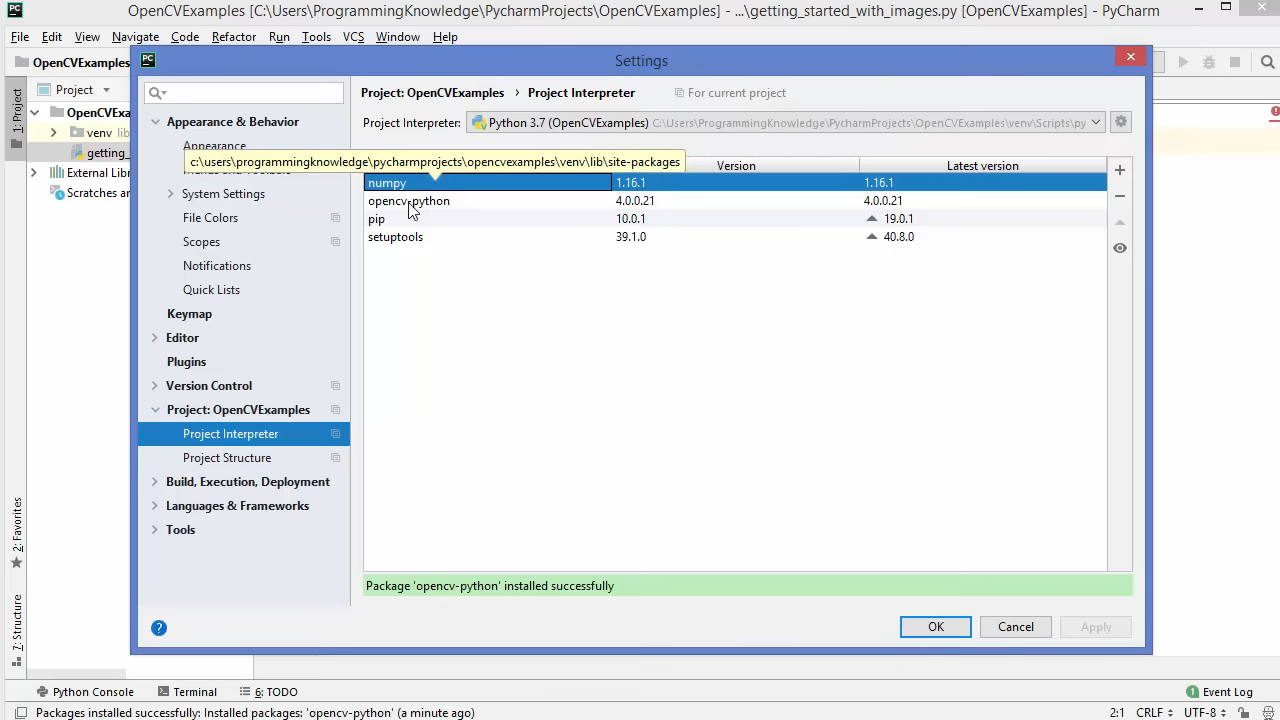 PC
OpenCVExamples [C:\Users\ProgrammingKnowledge\PycharmProjects\OpenCVExamples] - ...\getting_started_with_images.py [OpenCVExamples] - PyCharm
File Edit View Navigate Code Refactor Run Tools VCS Window Help
OpenCVExamples
PC
Settings
1: Project
Project
OpenCVExa
venv lib
getting_
External Lib
Scratches a
Appearance & Behavior
Appearance
System Settings
File Colors
Scopes
Notifications
Quick Lists
Keymap
Editor
Plugins
Version Control
Project: OpenCVExamples
Project Interpreter
Project Structure
Build, Execution, Deployment
Languages & Frameworks
Tools
Project: OpenCVExamples › Project Interpreter For current project
Project Interpreter: Python 3.7 (OpenCVExamples) C:\Users\ProgrammingKnowledge\PycharmProjects\OpenCVExamples\venv\Scripts\py
c:\users\programmingknowledge\pycharmprojects\opencvexamples\venv\lib\site-packages
Version Latest version
numpy 1.16.1 1.16.1
opencv-python 4.0.0.21 4.0.0.21
pip 10.0.1 19.0.1
setuptools 39.1.0 40.8.0
Package 'opencv-python' installed successfully
?
OK Cancel Apply
2: Favorites
7: Structure
Python Console Terminal 6: TODO 1 Event Log
Packages installed successfully: Installed packages: 'opencv-python' (a minute ago) 2:1 CRLF UTF-8